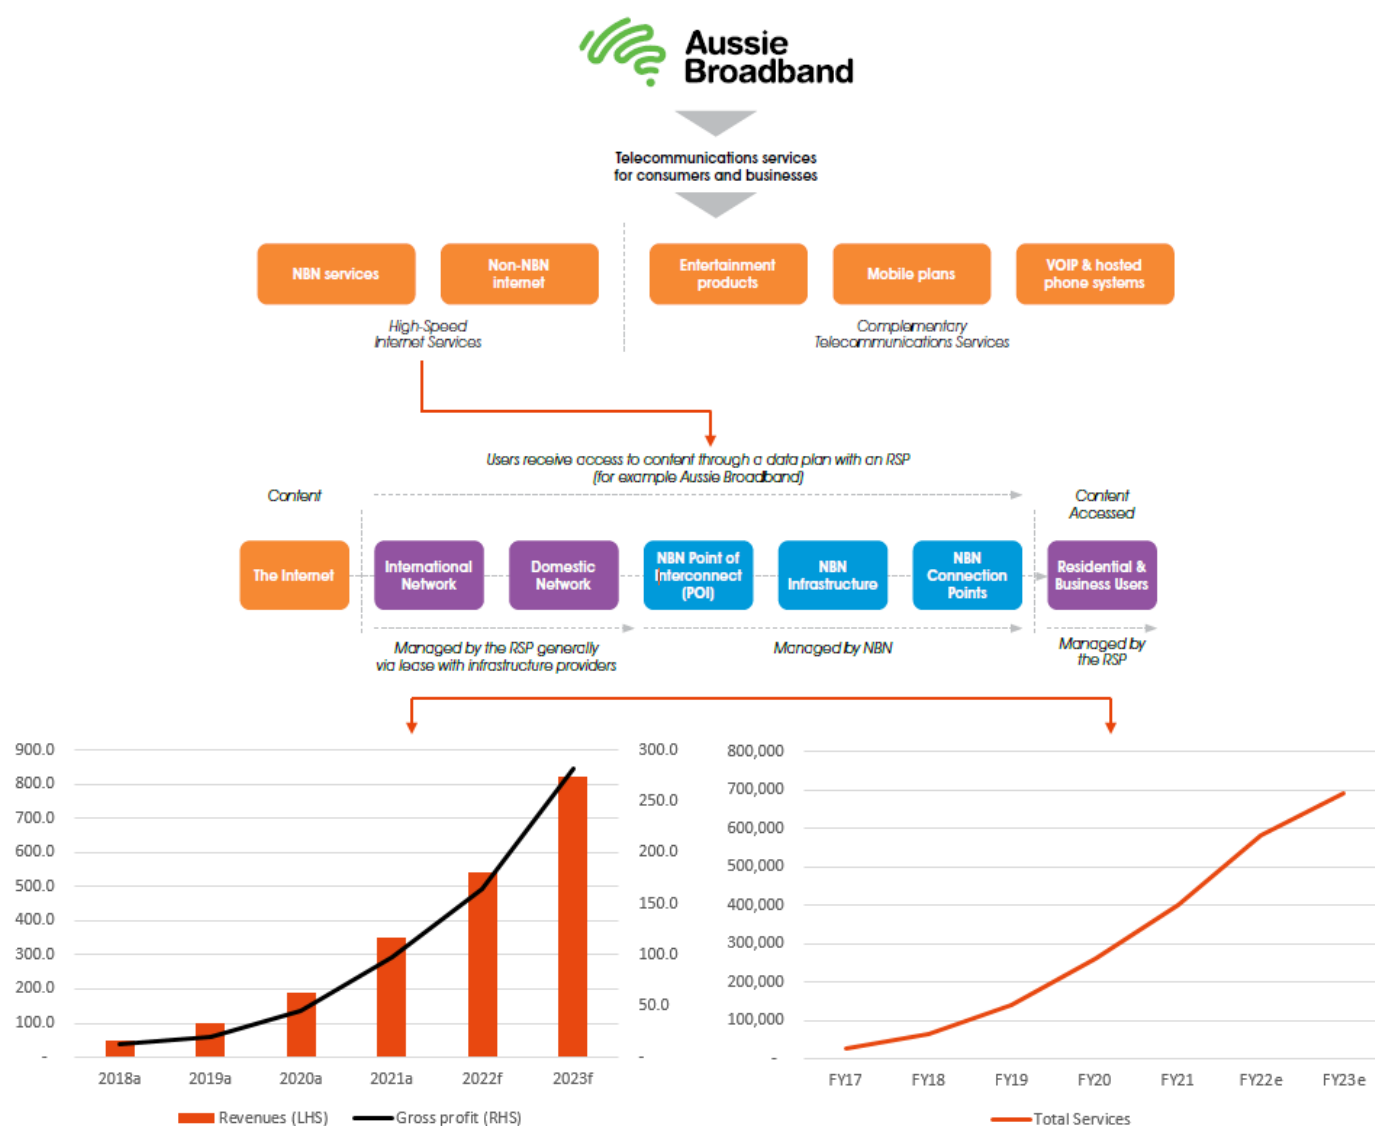 Aussie
Broadband
Telecommunications services
for consumers and businesses
NBN services
Non-NBN
internet
Entertainment
products
Mobile plans
VOIP & hosted
phone systems
High-Speed
Internet Services
Complementary
Telecommunications Services
Users receive access to content through a data plan with an RSP
(for example Aussie Broadband)
Content
Content
Accessed
The Internet
International
Network
Domestic
Network
NBN Point of
Interconnect
(POI)
NBN
Infrastructure
NBN
Connection
Points
Residential &
Business Users
Managed by the RSP generally
via lease with infrastructure providers
Managed by NBN
Managed by
the RSP
900.0
800.0
700.0
600.0
500.0
400.0
300.0
200.0
100.0
-
300.0
250.0
200.0
150.0
100.0
50.0
-
2018a 2019a 2020a 2021a 2022f 2023f
Revenues (LHS) Gross profit (RHS)
800,000
700,000
600,000
500,000
400,000
300,000
200,000
100,000
-
FY17 FY18 FY19 FY20 FY21 FY22e FY23e
Total Services